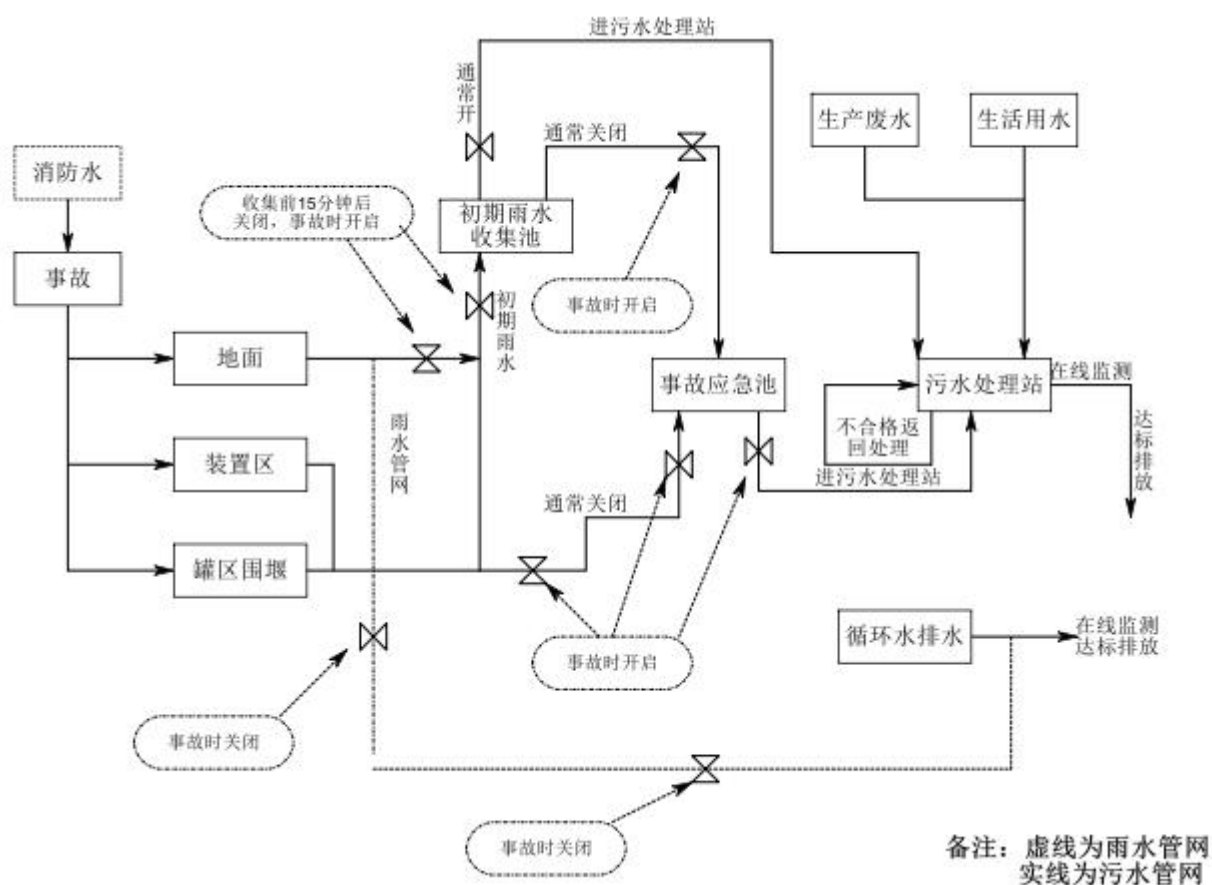 进污水处理站
通常开
生产废水
生活用水
通常关闭
消防水
收集前15分钟后
关闭，事故时开启
初期雨水
收集池
事故
初期雨水
事故时开启
地面
事故应急池
污水处理站
在线监测
达标排放
雨水管网
不合格返
回处理
装置区
进污水处理站
通常关闭
罐区围堰
循环水排水
在线监测
达标排放
事故时开启
事故时关闭
事故时关闭
备注：虚线为雨水管网
实线为污水管网